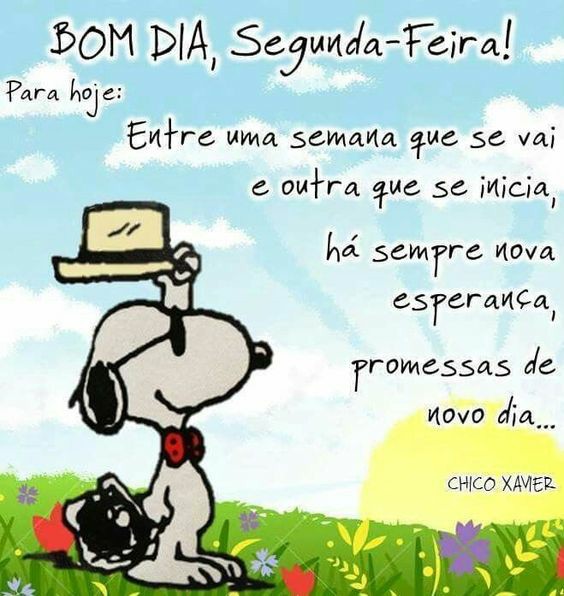 BOM DIA, Segunda-Feira!
Para hoje:
Entre uma semana que se vai
e outra que se inicia,
há sempre nova
esperança,
promessas de
novo dia...
CHICO XAVIER